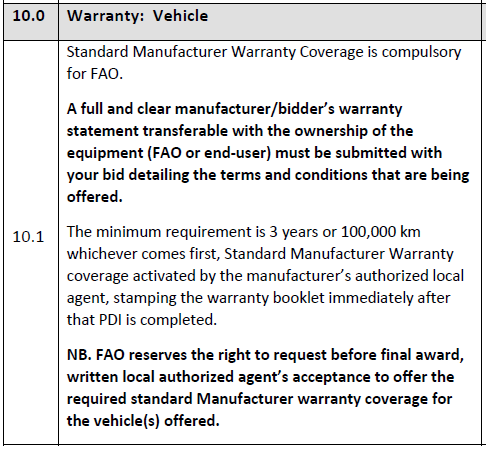 10.0 Warranty: Vehicle
Standard Manufacturer Warranty Coverage is compulsory
for FAO.
A full and clear manufacturer/bidder's warranty
statement transferable with the ownership of the
equipment (FAO or end-user) must be submitted with
your bid detailing the terms and conditions that are being
offered.
10.1
The minimum requirement is 3 years or 100,000 km
whichever comes first, Standard Manufacturer Warranty
coverage activated by the manufacturer's authorized local
agent, stamping the warranty booklet immediately after
that PDI is completed.
NB. FAO reserves the right to request before final award,
written local authorized agent's acceptance to offer the
required standard Manufacturer warranty coverage for
the vehicle(s) offered.